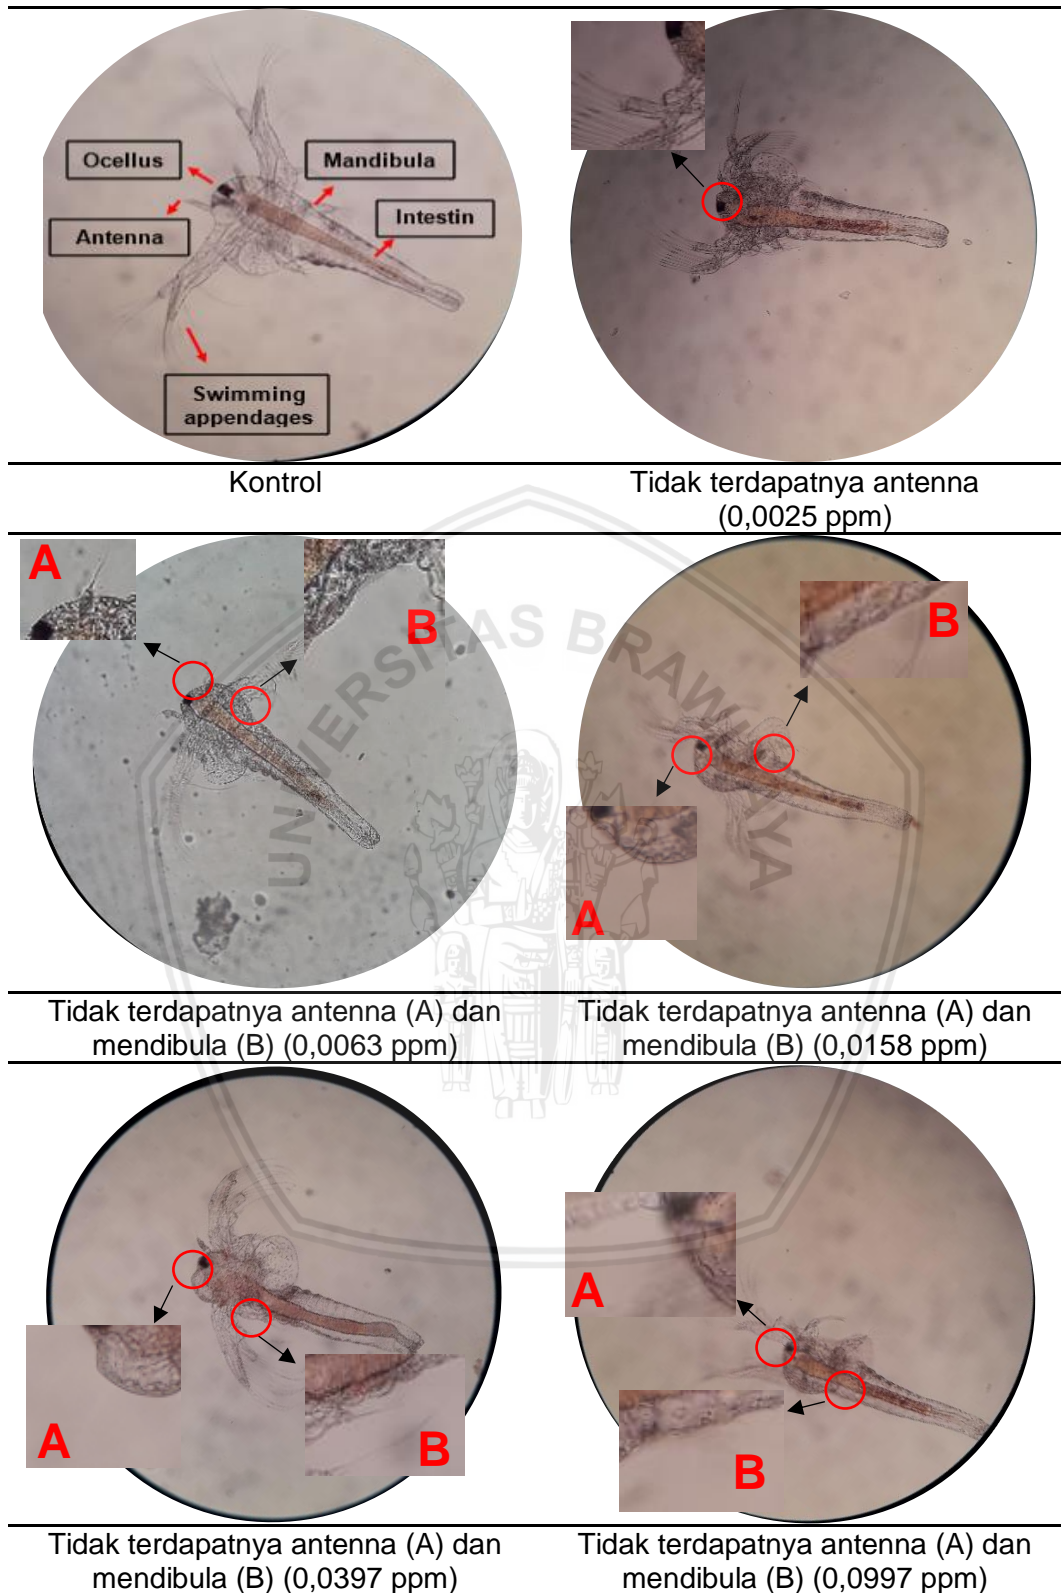 Ocellus
Mandibula
Antenna
Intestin
Swimming
appendages
Kontrol
Tidak terdapatnya antenna
(0,0025 ppm)
A
B
B
A
Tidak terdapatnya antenna (A) dan
mendibula (B) (0,0063 ppm)
Tidak terdapatnya antenna (A) dan
mendibula (B) (0,0158 ppm)
A
B
A
B
Tidak terdapatnya antenna (A) dan
mendibula (B) (0,0397 ppm)
Tidak terdapatnya antenna (A) dan
mendibula (B) (0,0997 ppm)
UNIVERSITAS BRAWIJAYA